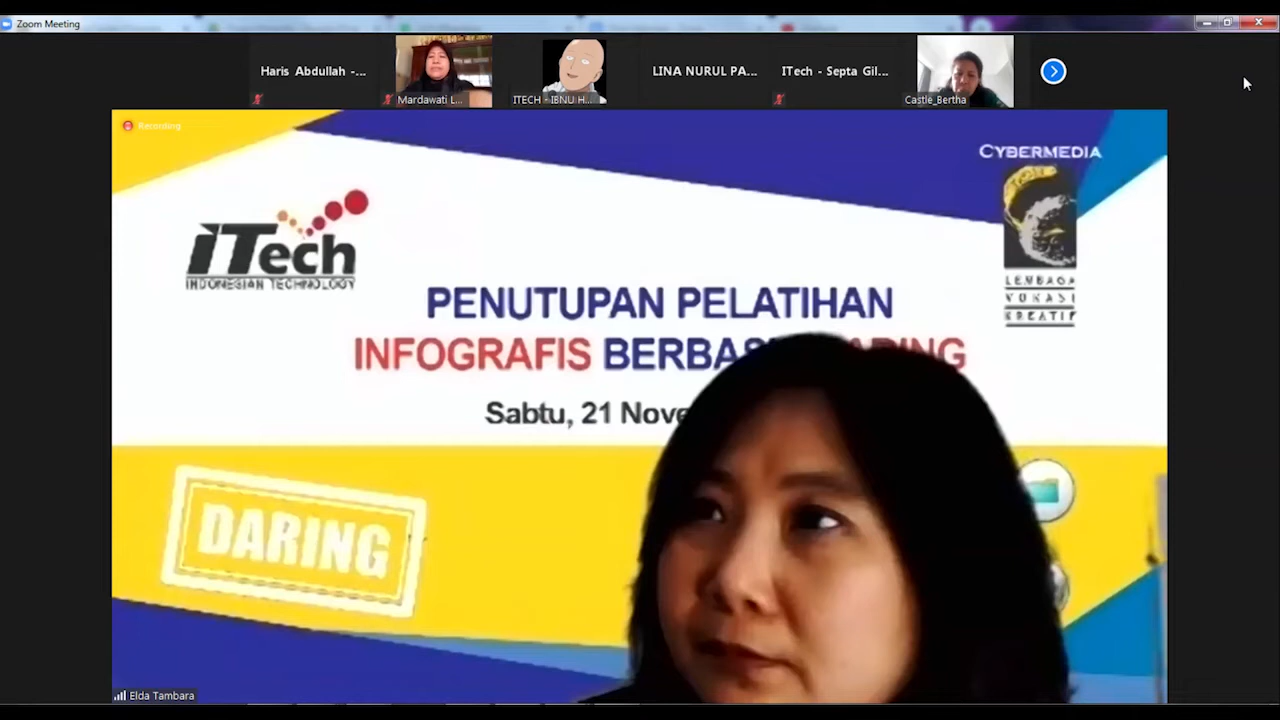 Zoom Meeting
Haris Abdullah -...
Mardawati L...
ITECH - IBNU H...
LINA NURUL PA...
ITech - Septa Gil...
Castle_Bertha
Recording
CYBERMEDIA
iTech
INDONESIAN TECHNOLOGY
LEMBAGA
VOKASI
KREATIF
PENUTUPAN PELATIHAN
INFOGRAFIS BERBAS
Sabtu, 21 Nove
DARING
Elda Tambara